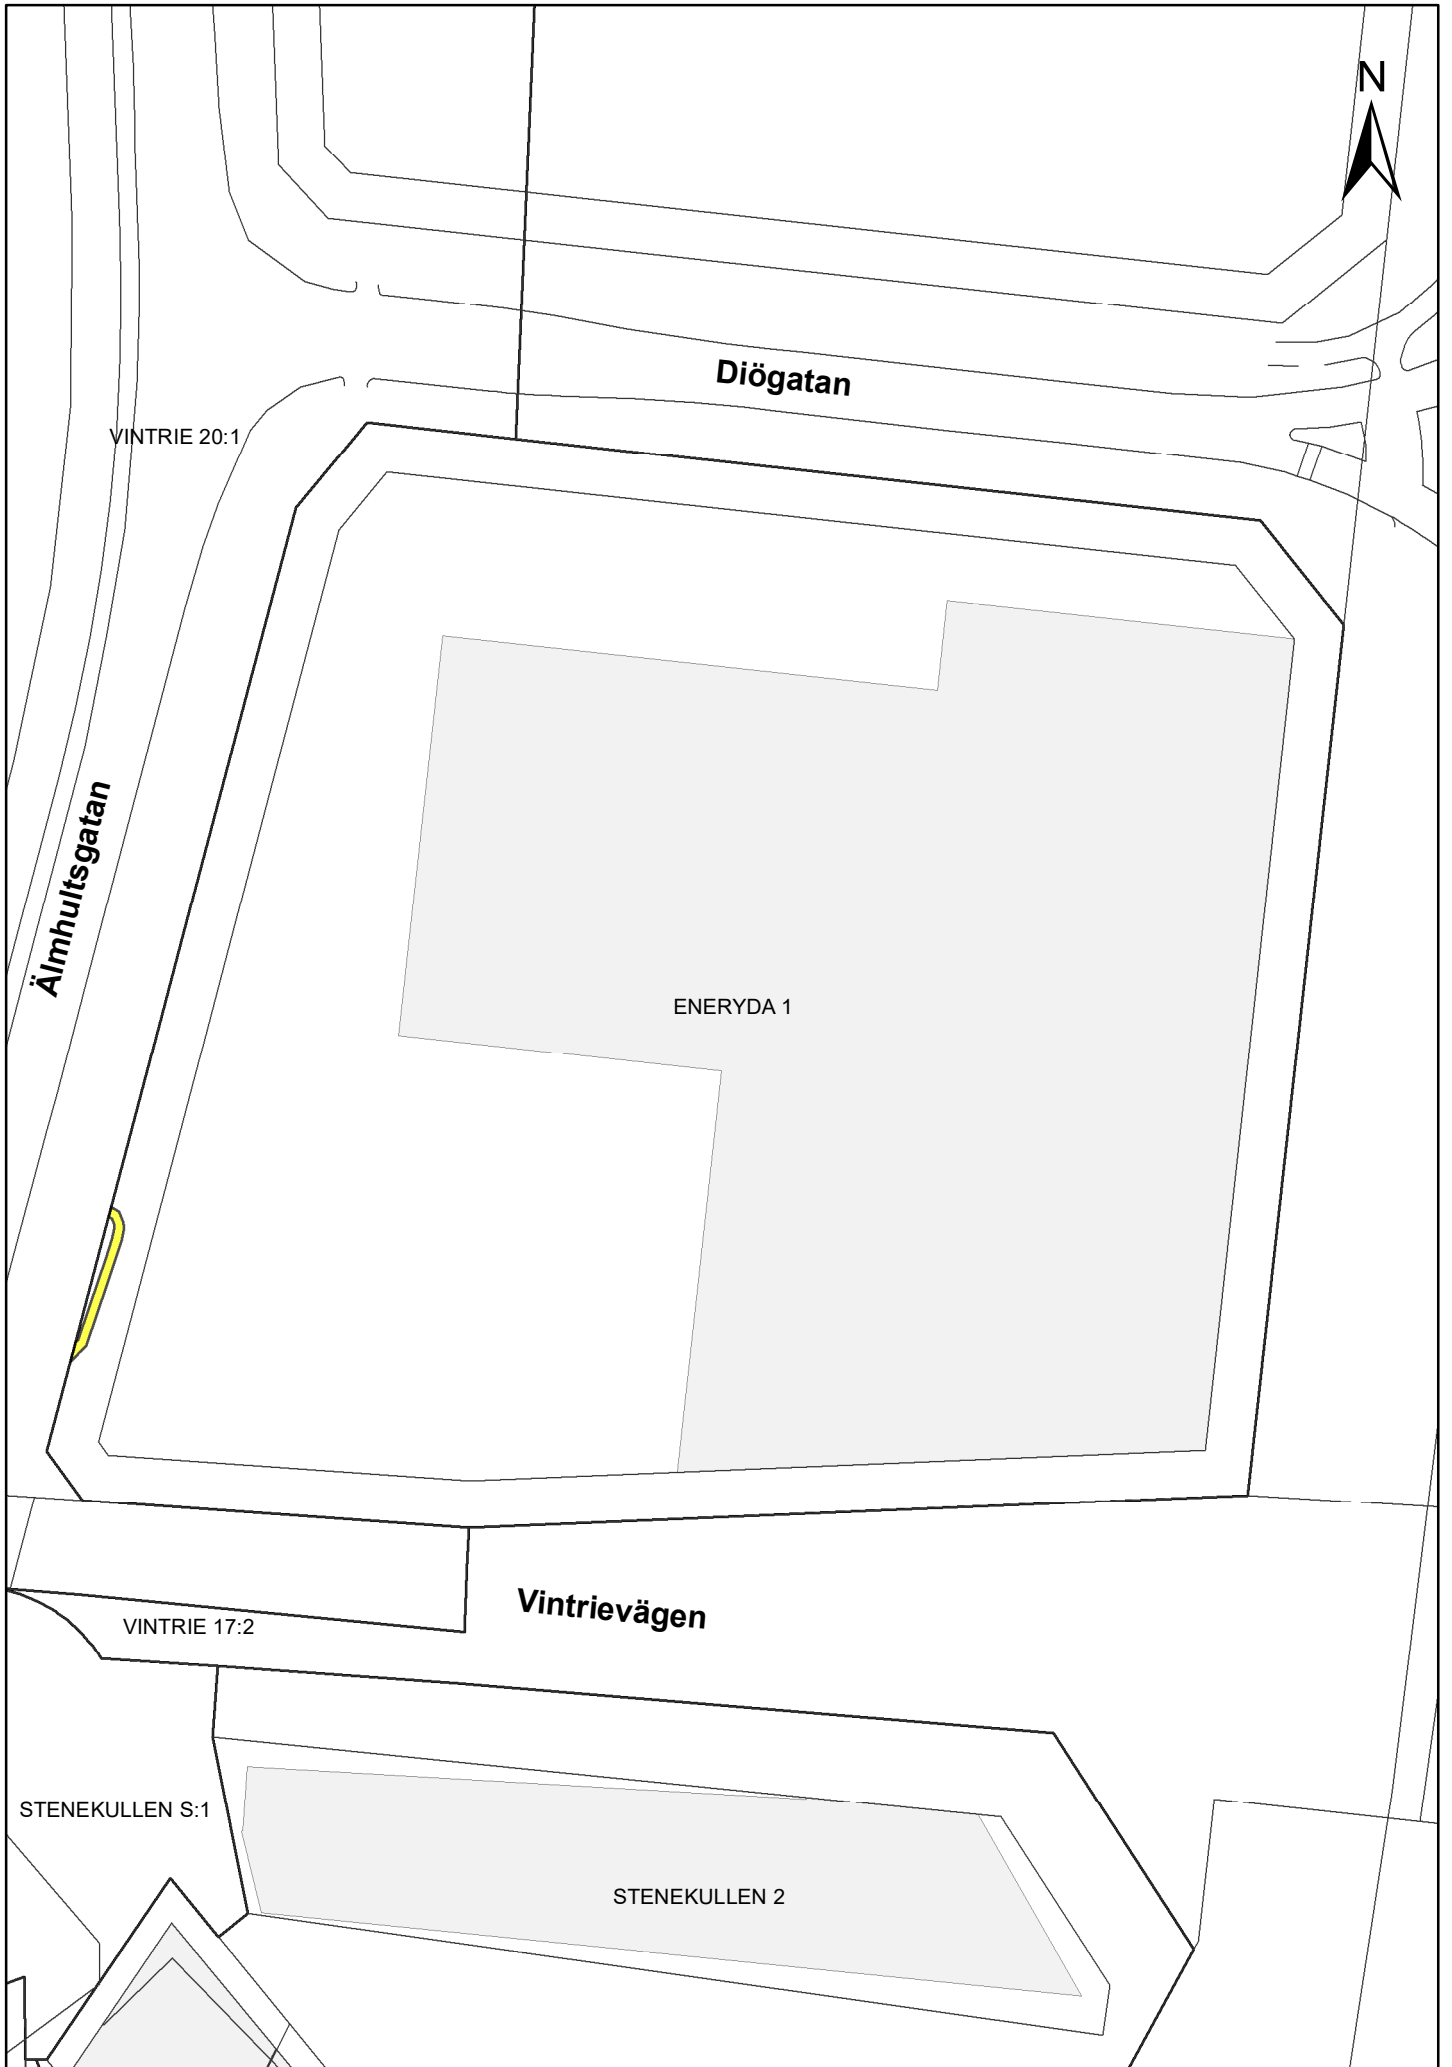 N
Diögatan
VINTRIE 20:1
Älmhultsgatan
ENERYDA 1
Vintrievägen
VINTRIE 17:2
STENEKULLEN S:1
STENEKULLEN 2